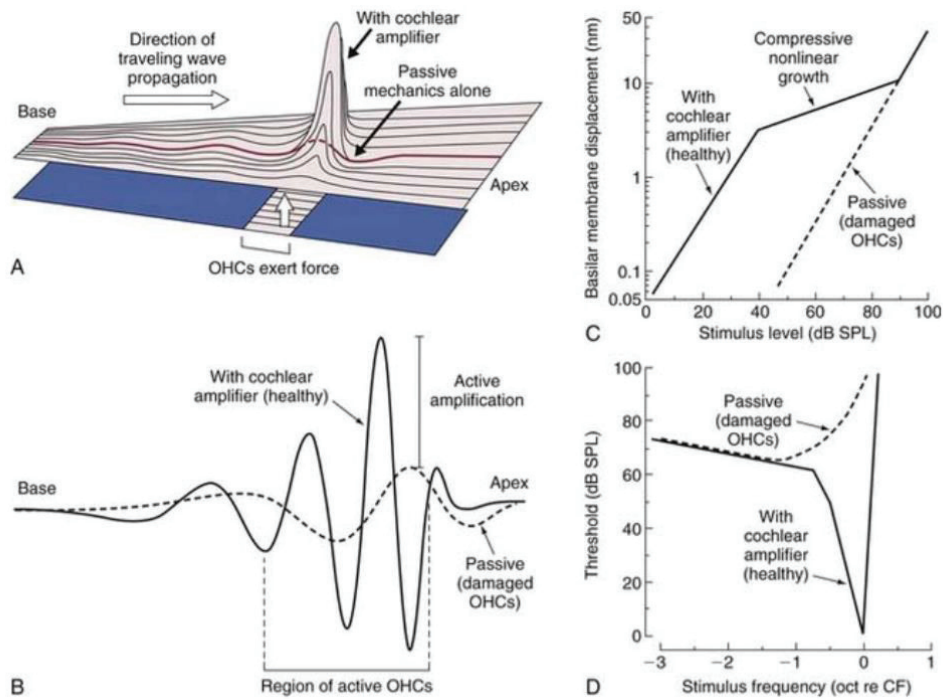 With cochlear
amplifier
Direction of
traveling wave
propagation
Passive
mechanics alone
Base
Apex
OHCs exert force
A
With cochlear
amplifier (healthy)
Active
amplification
Base
Apex
Passive
(damaged
OHCs)
Region of active OHCs
B
Basilar membrane displacement (nm)
50
10
1
0.1
0.05
Compressive
nonlinear
growth
With
cochlear
amplifier
(healthy)
Passive
(damaged
OHCs)
0 20 40 60 80 100
Stimulus level (dB SPL)
C
Threshold (dB SPL)
100
80
60
40
20
0
Passive
(damaged
OHCs)
With
cochlear
amplifier
(healthy)
−3 −2 −1 0 1
Stimulus frequency (oct re CF)
D